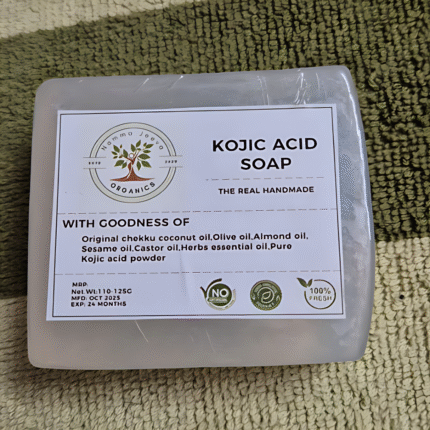 Namma Jeeva
ORGANICS
KOJIC ACID
SOAP
THE REAL HANDMADE
WITH GOODNESS OF
Original chekku coconut oil,Olive oil,Almond oil,
Sesame oil,Castor oil,Herbs essential oil,Pure
Kojic acid powder
MRP:
Net.Wt:110-125G
MFD: OCT 2025
EXP: 24 MONTHS
NO
100%
FRESH